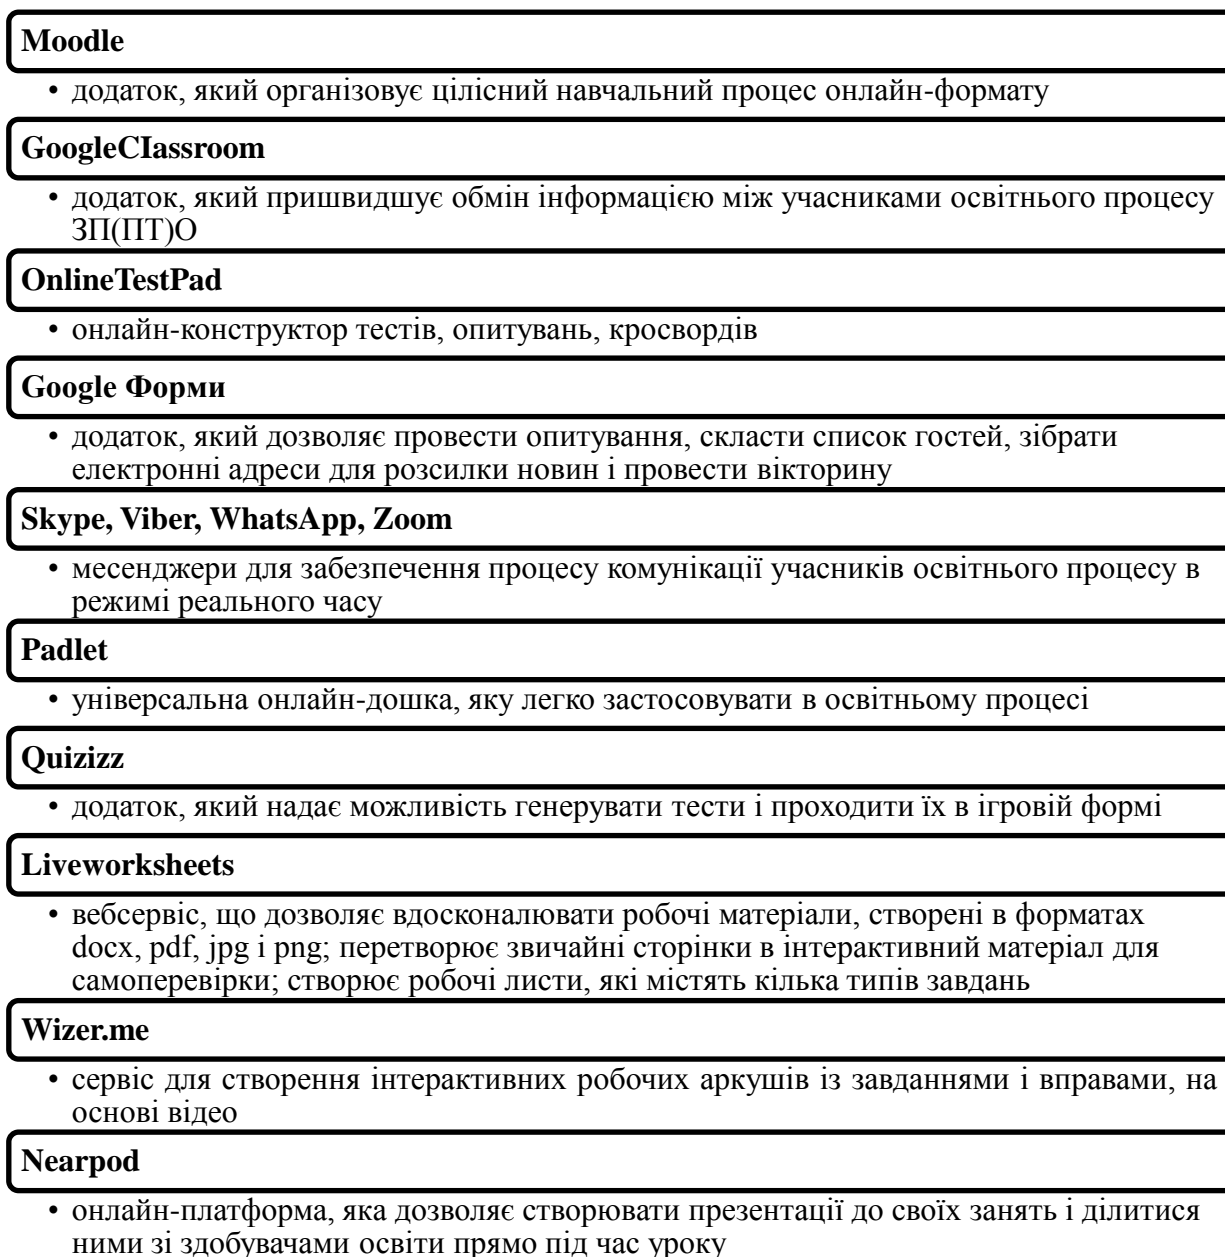 Moodle
• додаток, який організовує цілісний навчальний процес онлайн-формату
GoogleCIassroom
• додаток, який пришвидшує обмін інформацією між учасниками освітнього процесу
ЗП(ПТ)О
OnlineTestPad
• онлайн-конструктор тестів, опитувань, кросвордів
Google Форми
• додаток, який дозволяє провести опитування, скласти список гостей, зібрати
електронні адреси для розсилки новин і провести вікторину
Skype, Viber, WhatsApp, Zoom
• месенджери для забезпечення процесу комунікації учасників освітнього процесу в
режимі реального часу
Padlet
• універсальна онлайн-дошка, яку легко застосовувати в освітньому процесі
Quizizz
• додаток, який надає можливість генерувати тести і проходити їх в ігровій формі
Liveworksheets
• вебсервіс, що дозволяє вдосконалювати робочі матеріали, створені в форматах
docx, pdf, jpg і png; перетворює звичайні сторінки в інтерактивний матеріал для
самоперевірки; створює робочі листи, які містять кілька типів завдань
Wizer.me
• сервіс для створення інтерактивних робочих аркушів із завданнями і вправами, на
основі відео
Nearpod
• онлайн-платформа, яка дозволяє створювати презентації до своїх занять і ділитися
ними зі здобувачами освіти прямо під час уроку